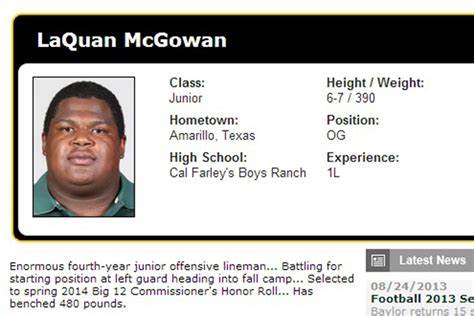 LaQuan McGowan
Class:
Junior
Height / Weight:
6-7 / 390
Hometown:
Amarillo, Texas
Position:
OG
High School:
Cal Farley's Boys Ranch
Experience:
1L
Enormous fourth-year junior offensive lineman... Battling for
starting position at left guard heading into fall camp... Selected
to spring 2014 Big 12 Commissioner's Honor Roll... Has
benched 480 pounds.
Latest News
08/24/2013
Football 2013 S
Baylor returns 15 s